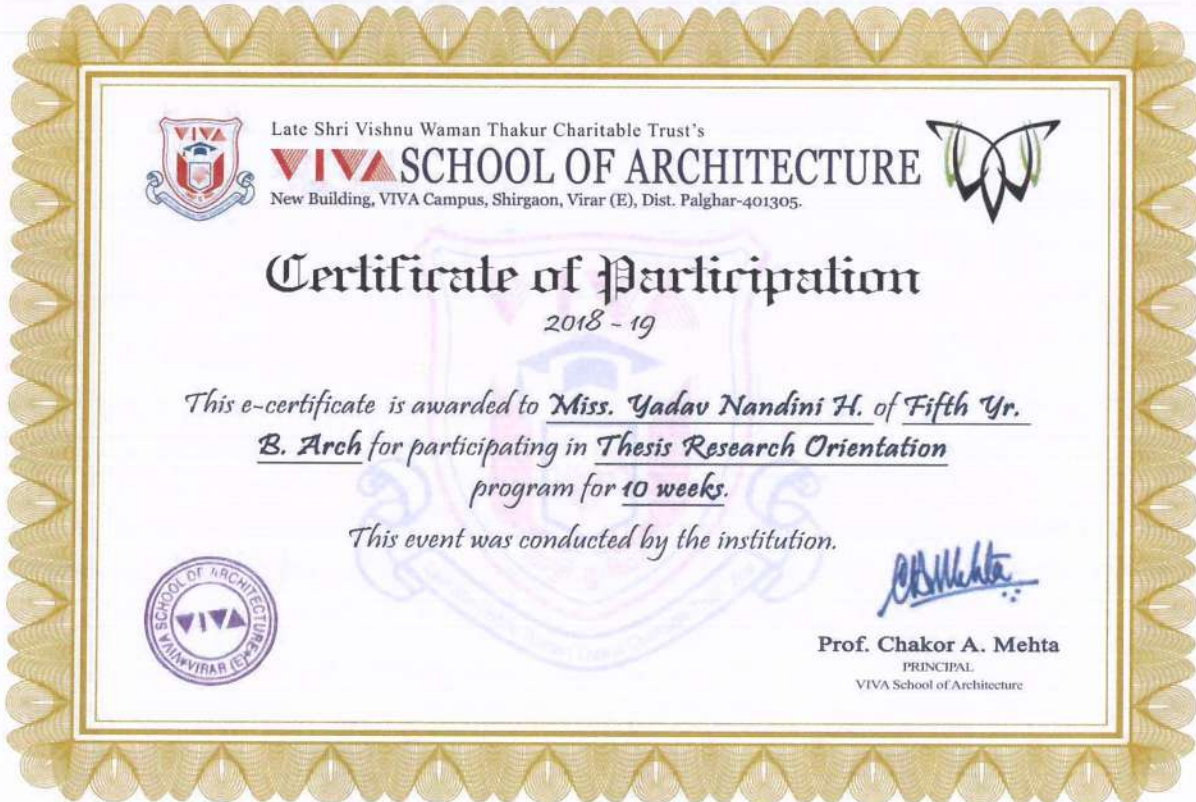 VIVA
Late Shri Vishnu Waman Thakur Charitable Trust's
VIVA SCHOOL OF ARCHITECTURE
New Building, VIVA Campus, Shirgaon, Virar (E), Dist. Palghar-401305.
Certificate of Participation
2018 - 19
This e-certificate is awarded to Miss. Yadav Nandini H. of Fifth Yr.
B. Arch for participating in Thesis Research Orientation
program for 10 weeks.
This event was conducted by the institution.
VIVA SCHOOL OF ARCHITECTURE
VIVA
VIRAR (E)
CAMehta
Prof. Chakor A. Mehta
PRINCIPAL
VIVA School of Architecture